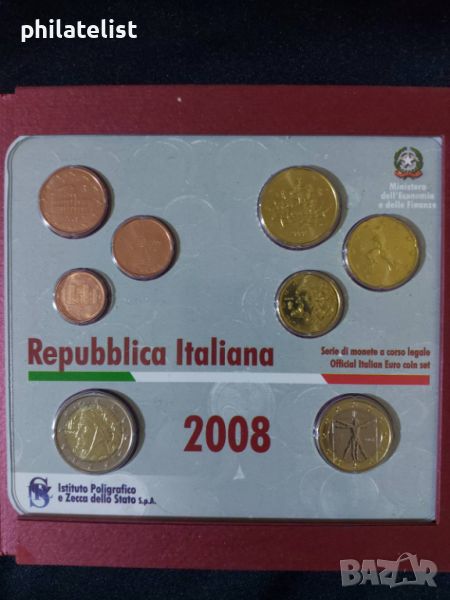 philatelist
Ministero
dell'Economia
e delle Finanze
Repubblica Italiana
Serie di monete a corso legale
Official Italian Euro coin set
2008
Istituto Poligrafico
e Zecca dello Stato S.p.A.
BAZAR